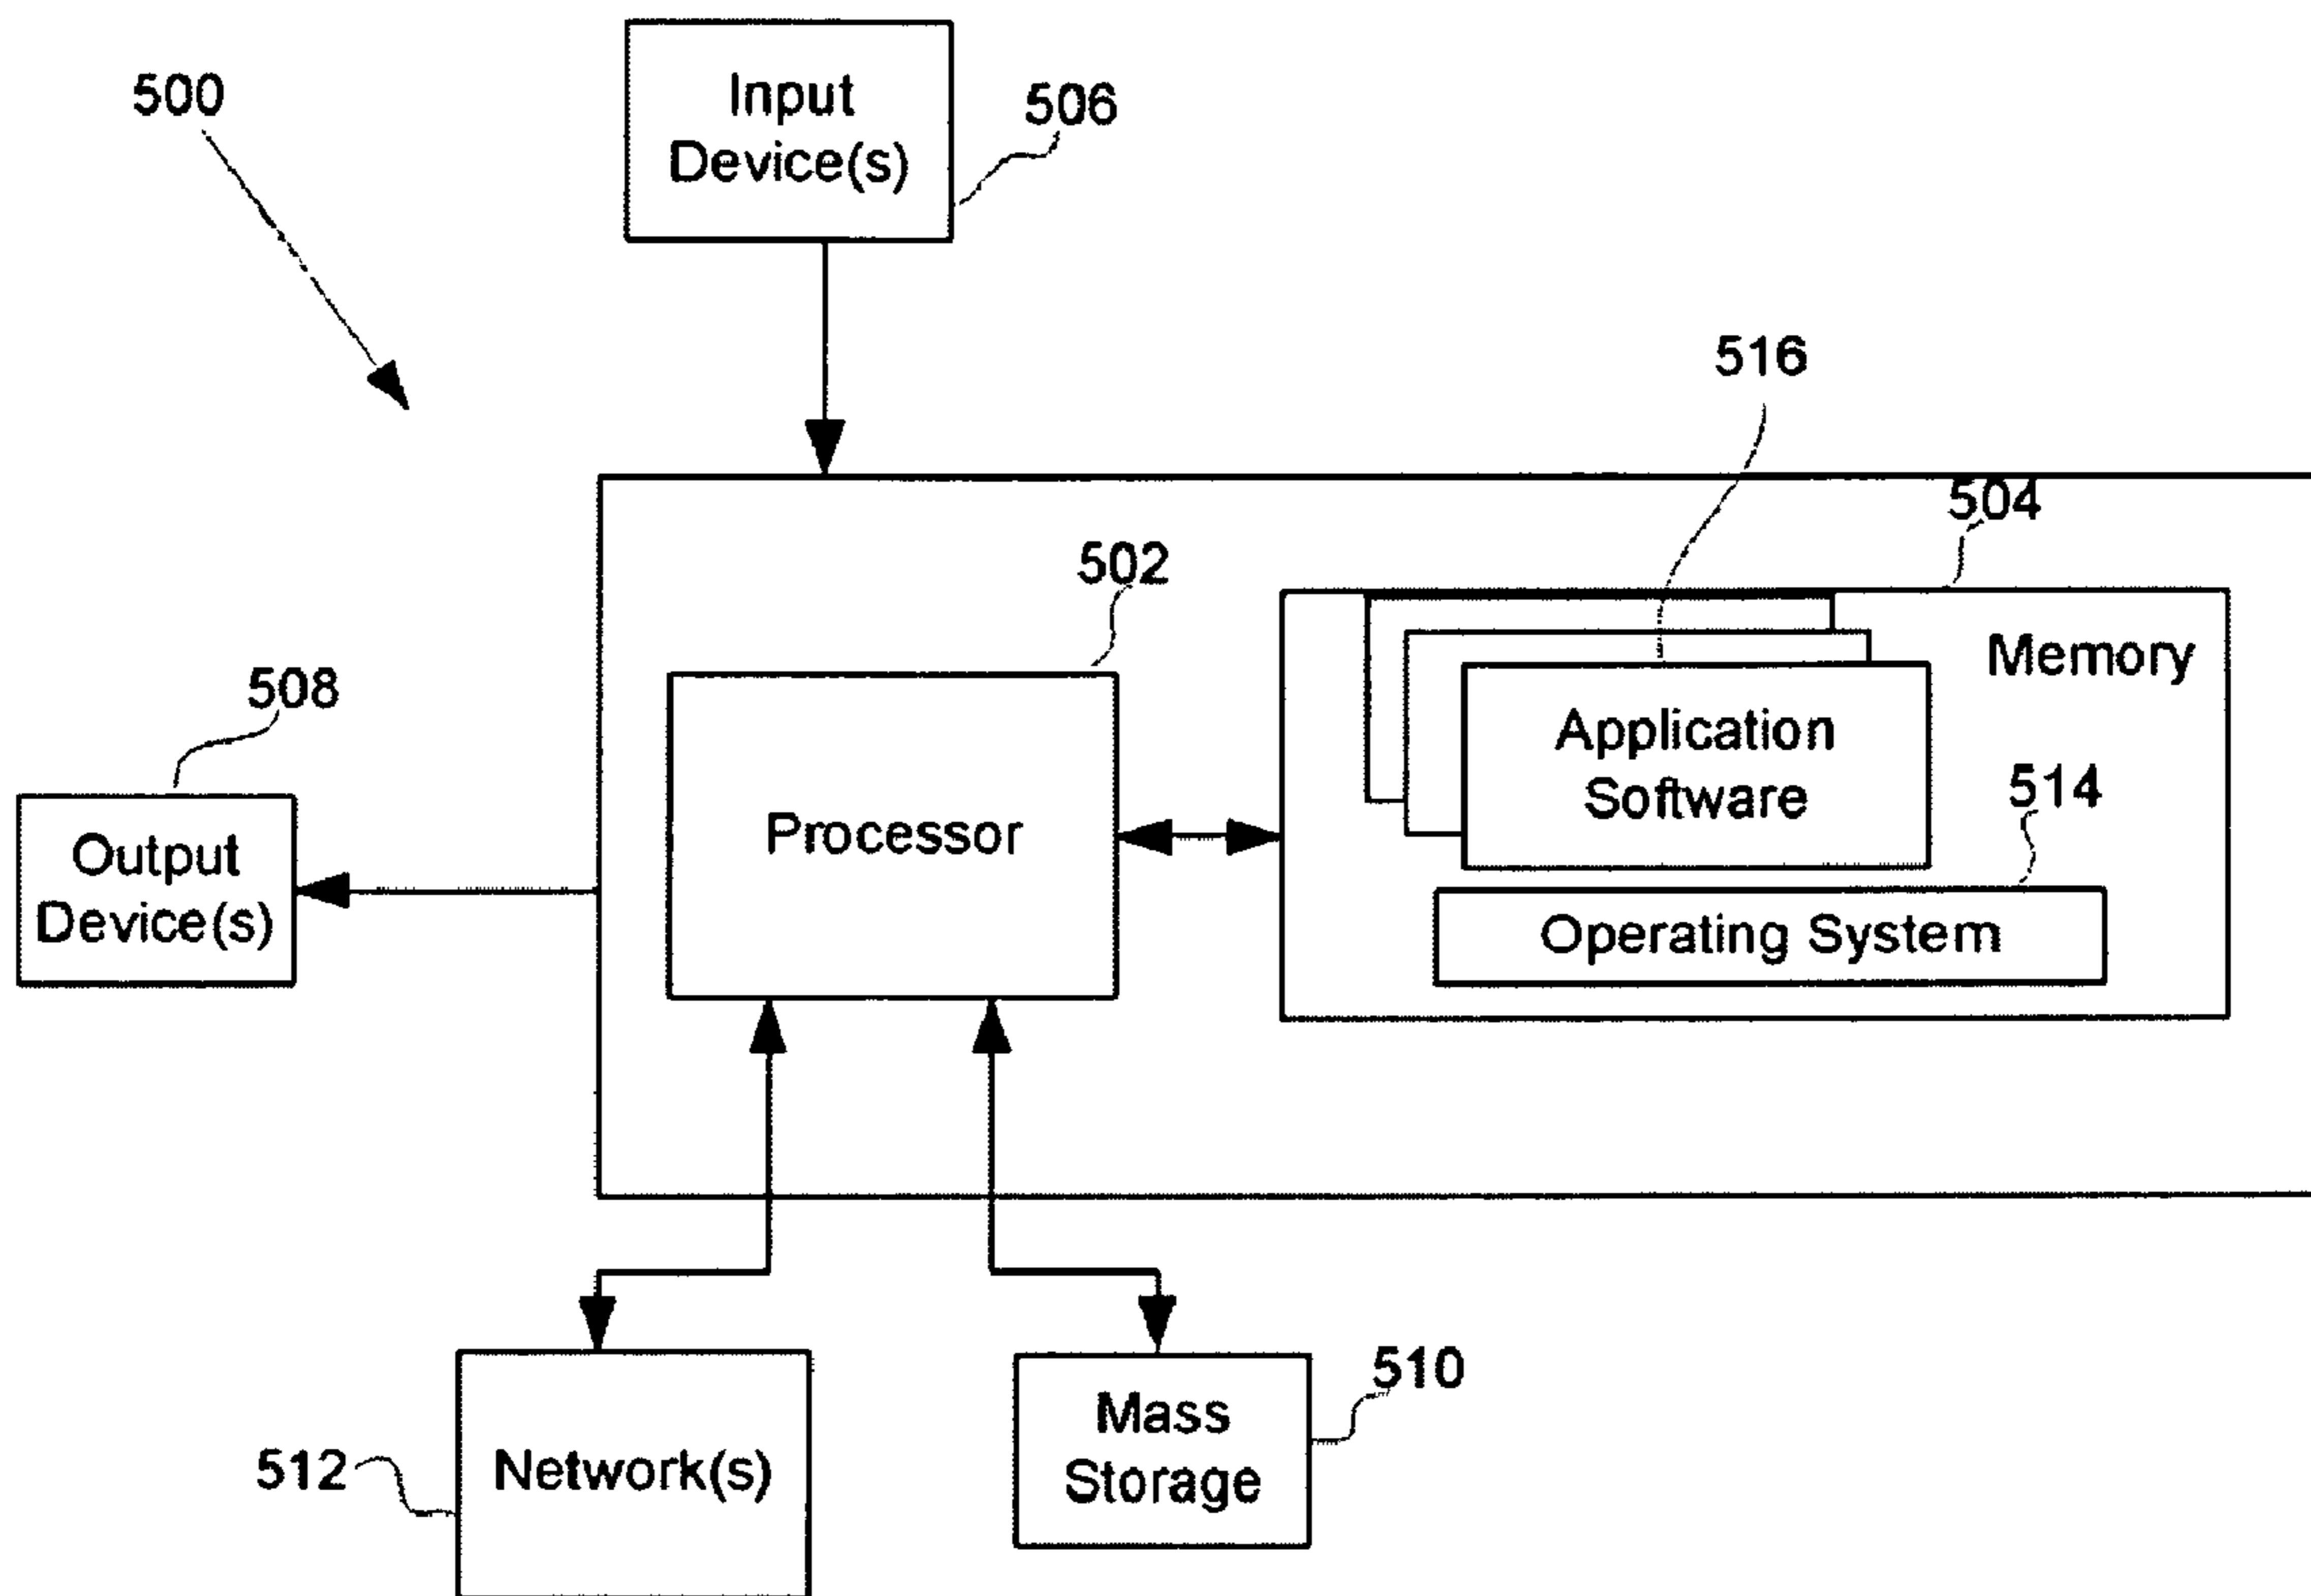 500
Input
Device(s)
506
516
504
502
Memory
508
Application
Software
514
Processor
Output
Device(s)
Operating System
510
Mass
Storage
512
Network(s)